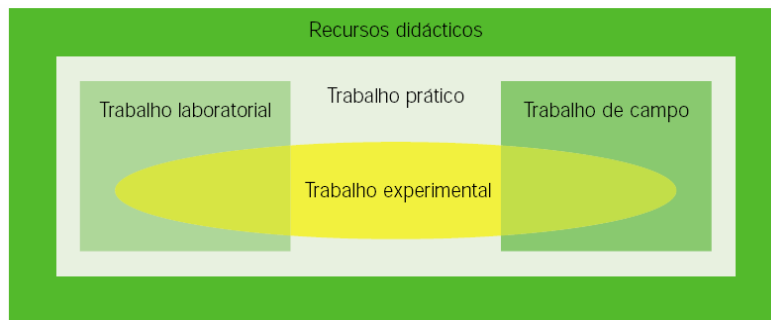 Recursos didácticos
Trabalho prático
Trabalho laboratorial
Trabalho de campo
Trabalho experimental